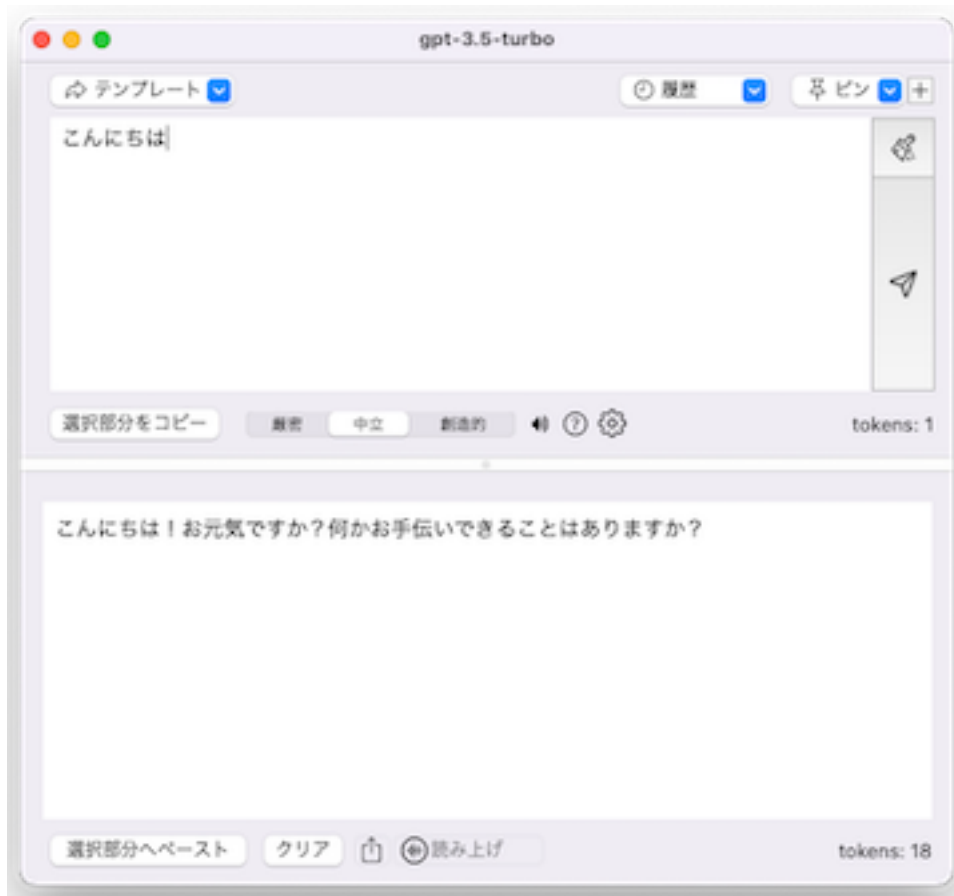 gpt-3.5-turbo
テンプレート 履歴 ピン
こんにちは
選択部分をコピー 厳密 中立 創造的 tokens: 1
こんにちは！お元気ですか？何かお手伝いできることはありますか？
選択部分へペースト クリア 読み上げ tokens: 18